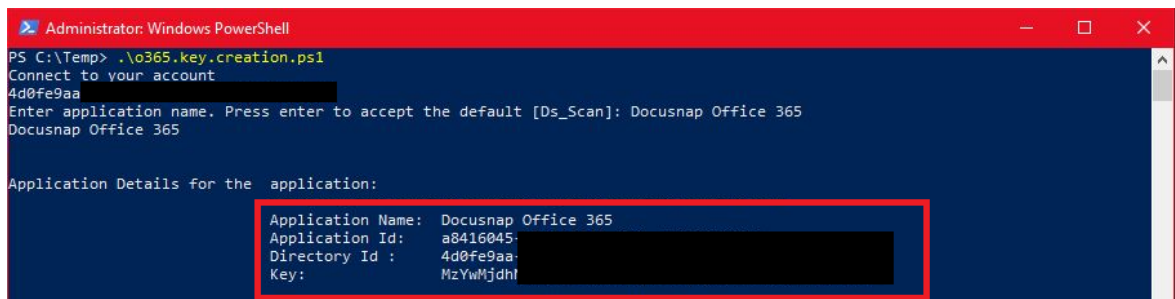 Administrator: Windows PowerShell
PS C:\Temp> .\o365.key.creation.ps1
Connect to your account
4d0fe9aa
Enter application name. Press enter to accept the default [Ds_Scan]: Docusnap Office 365
Docusnap Office 365
Application Details for the  application:
Application Name:  Docusnap Office 365
Application Id:    a8416045-
Directory Id :     4d0fe9aa-
Key:               MzYwMjdh